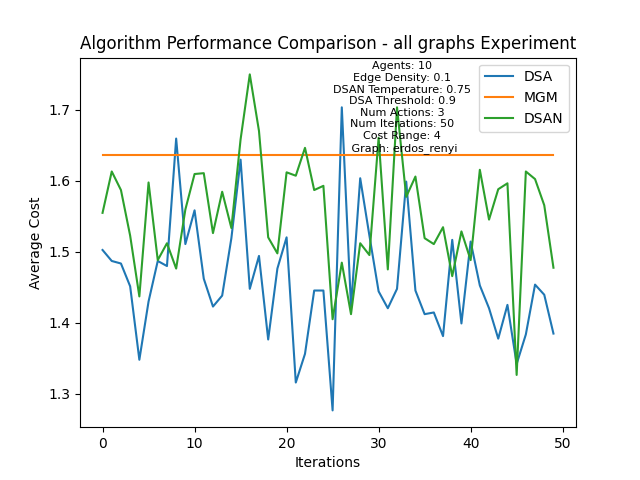 Algorithm Performance Comparison - all graphs Experiment
Agents: 10
Edge Density: 0.1
DSAN Temperature: 0.75
DSA Threshold: 0.9
Num Actions: 3
Num Iterations: 50
Cost Range: 4
Graph: erdos_renyi
DSA
MGM
DSAN
Average Cost
1.7
1.6
1.5
1.4
1.3
0
10
20
30
40
50
Iterations